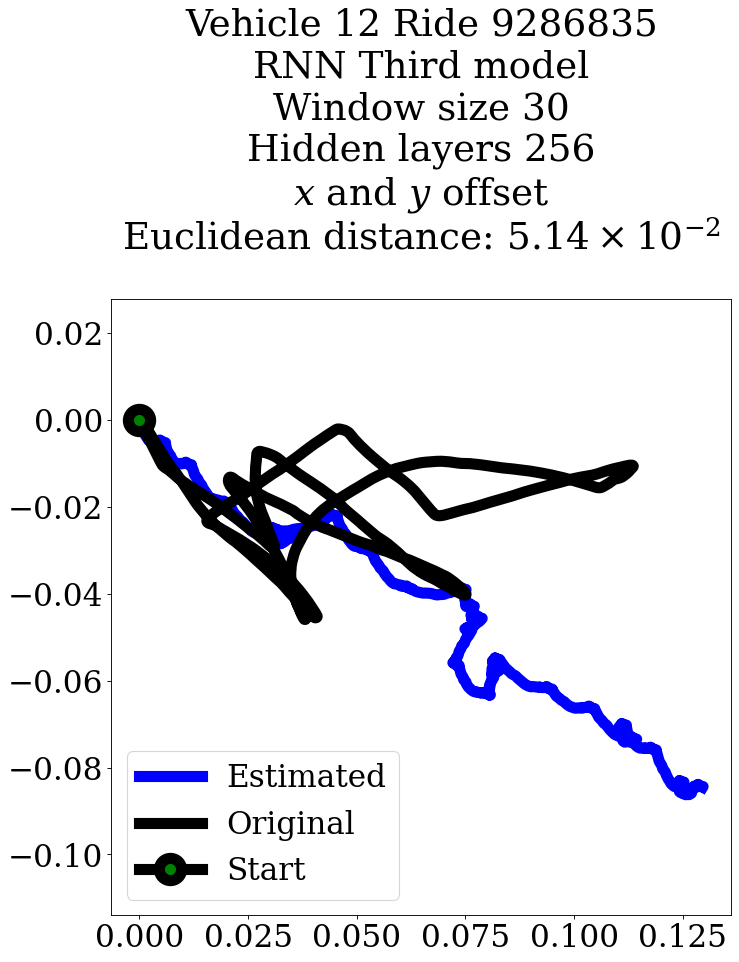 Vehicle 12 Ride 9286835
RNN Third model
Window size 30
Hidden layers 256
x and y offset
Euclidean distance: 5.14 × 10⁻²
0.02
0.00
−0.02
−0.04
−0.06
−0.08
−0.10
Estimated
Original
Start
0.000 0.025 0.050 0.075 0.100 0.125